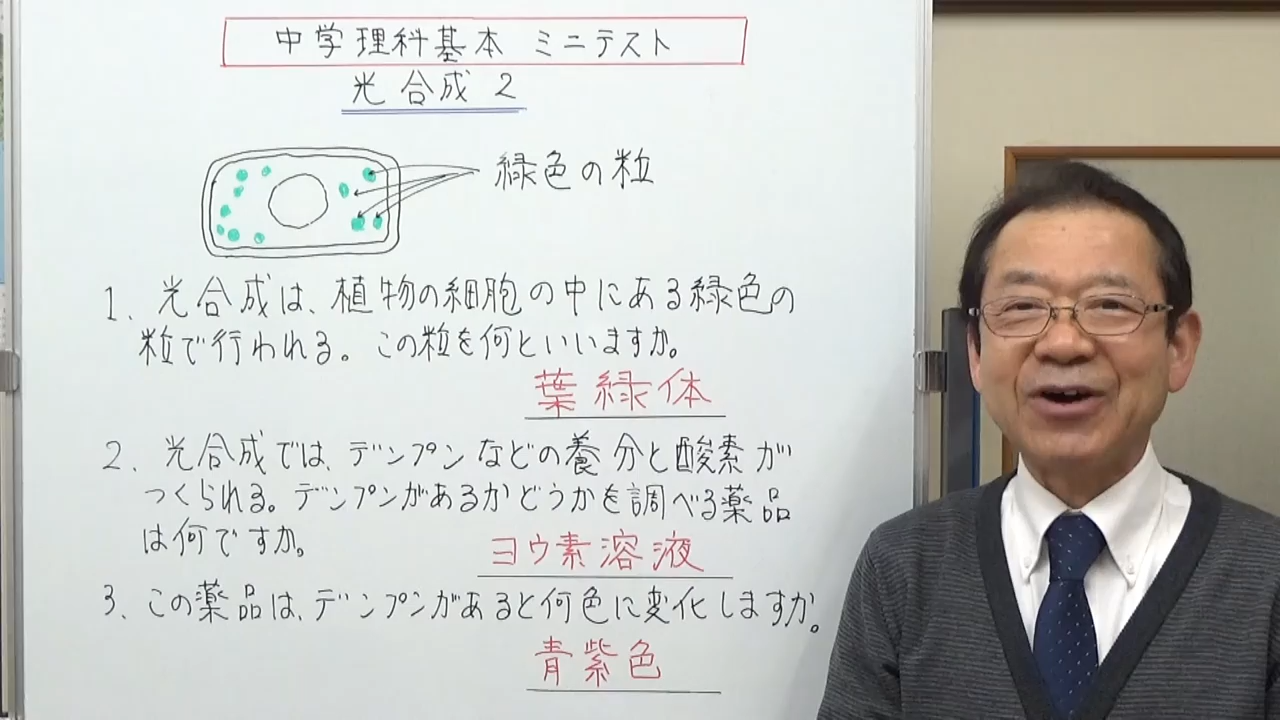 中学理科基本 ミニテスト
光合成 2
緑色の粒
1. 光合成は、植物の細胞の中にある緑色の
粒で行われる。この粒を何といいますか。
葉緑体
2. 光合成では、デンプンなどの養分と酸素が
つくられる。デンプンがあるかどうかを調べる薬品
は何ですか。
ヨウ素溶液
3. この薬品は、デンプンがあると何色に変化しますか。
青紫色